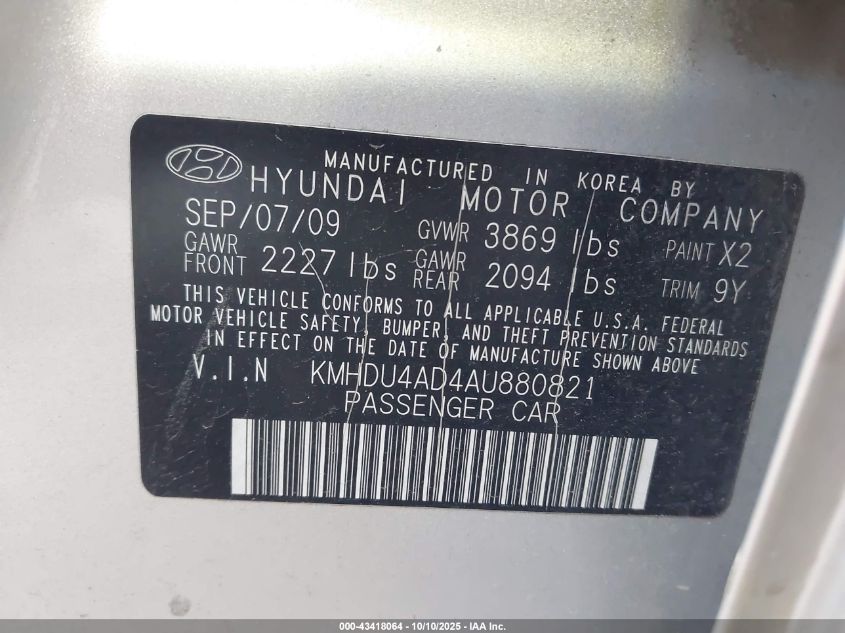 MANUFACTURED IN KOREA BY
HYUNDAI MOTOR COMPANY
SEP/07/09 GVWR 3869 lbs PAINT X2
GAWR FRONT 2227 lbs GAWR REAR 2094 lbs TRIM 9Y
THIS VEHICLE CONFORMS TO ALL APPLICABLE U.S.A. FEDERAL
MOTOR VEHICLE SAFETY, BUMPER, AND THEFT PREVENTION STANDARDS
IN EFFECT ON THE DATE OF MANUFACTURE SHOWN ABOVE
V.I.N KMHDU4AD4AU880821
PASSENGER CAR
000-43418064 - 10/10/2025 - IAA Inc.